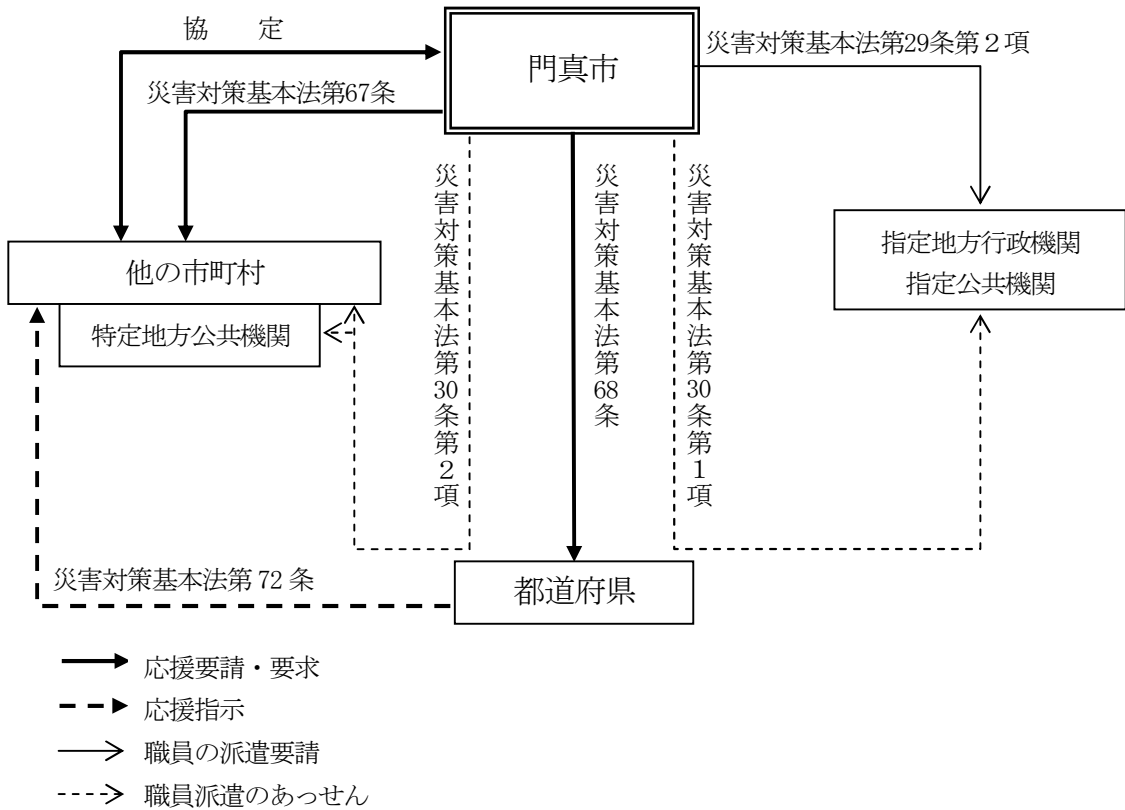 協　　定
門真市
災害対策基本法第29条第２項
災害対策基本法第67条
災害対策基本法第30条第２項
災害対策基本法第68条
災害対策基本法第30条第１項
他の市町村
特定地方公共機関
指定地方行政機関
指定公共機関
災害対策基本法第 72 条
都道府県
応援要請・要求
応援指示
職員の派遣要請
職員派遣のあっせん